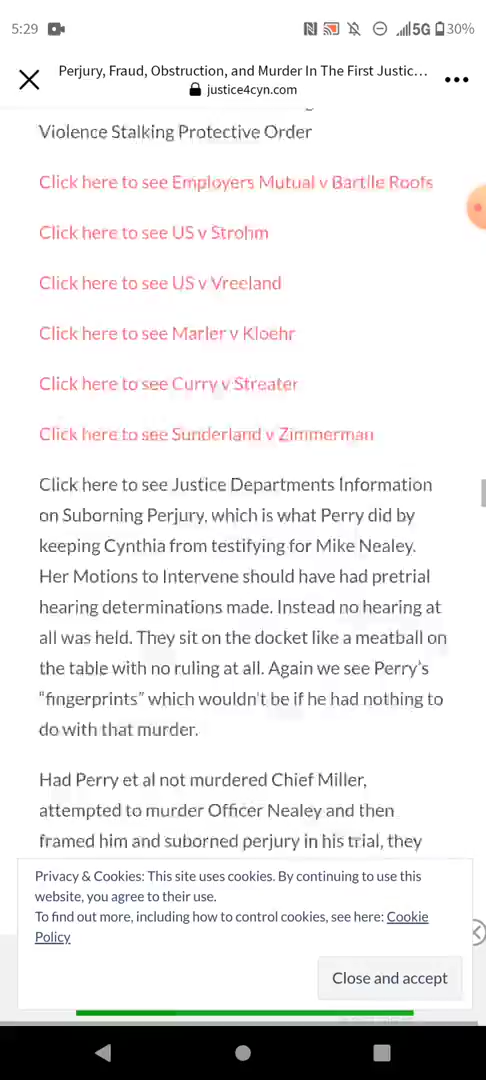 5:29
5G 30%
Perjury, Fraud, Obstruction, and Murder In The First Justic...
justice4cyn.com
Violence Stalking Protective Order
Click here to see Employers Mutual v Bartlle Roofs
Click here to see US v Strohm
Click here to see US v Vreeland
Click here to see Marler v Kloehr
Click here to see Curry v Streater
Click here to see Sunderland v Zimmerman
Click here to see Justice Departments Information
on Suborning Perjury, which is what Perry did by
keeping Cynthia from testifying for Mike Nealey.
Her Motions to Intervene should have had pretrial
hearing determinations made. Instead no hearing at
all was held. They sit on the docket like a meatball on
the table with no ruling at all. Again we see Perry's
“fingerprints” which wouldn't be if he had nothing to
do with that murder.
Had Perry et al not murdered Chief Miller,
attempted to murder Officer Nealey and then
framed him and suborned perjury in his trial, they
Privacy & Cookies: This site uses cookies. By continuing to use this
website, you agree to their use.
To find out more, including how to control cookies, see here: Cookie
Policy
Close and accept